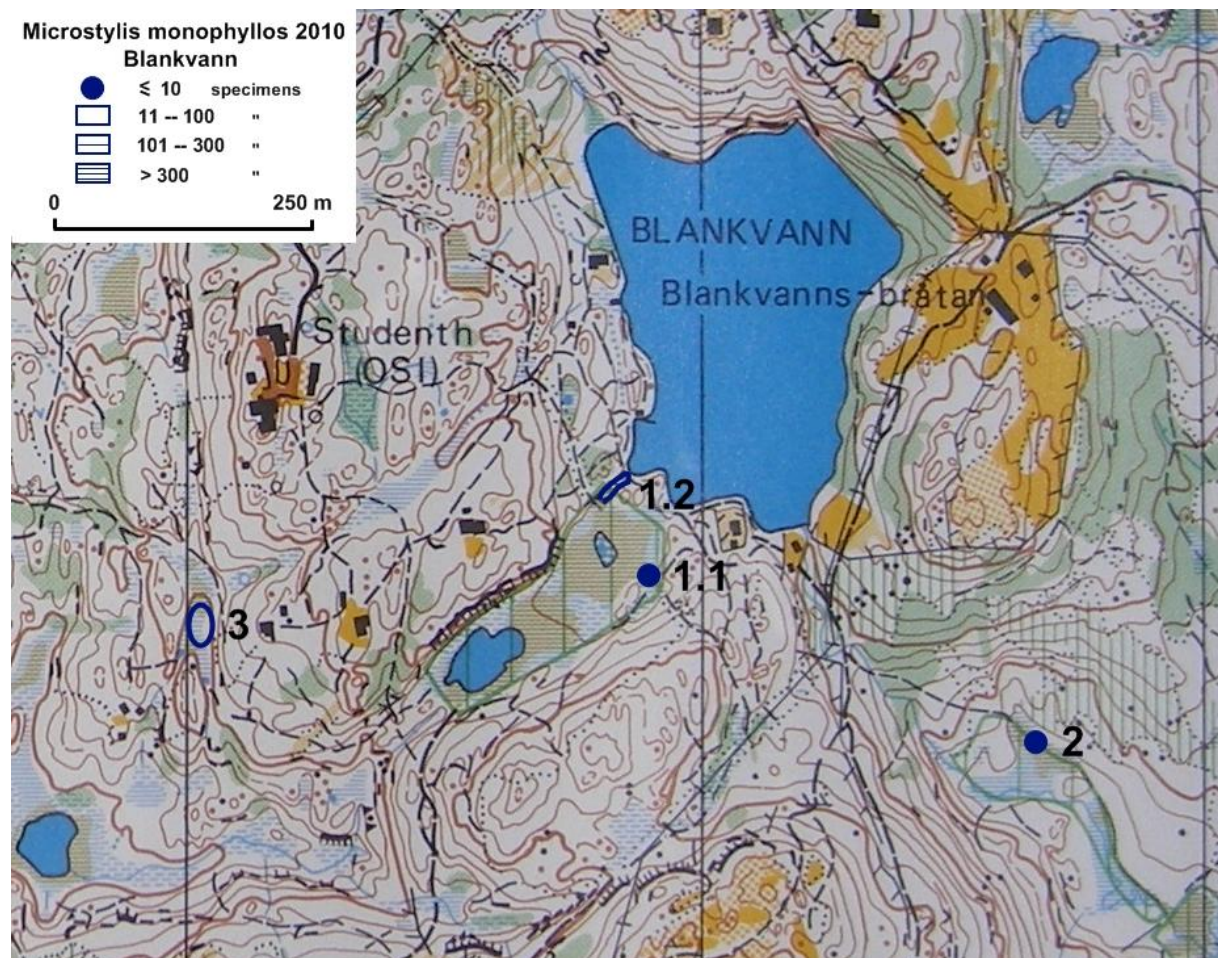 Microstylis monophyllos 2010
Blankvann
≤ 10 specimens
11 -- 100 "
101 -- 300 "
> 300 "
0 250 m
BLANKVANN
Blankvanns-bråtan
Studenth
(OSI)
1.2
1.1
3
2